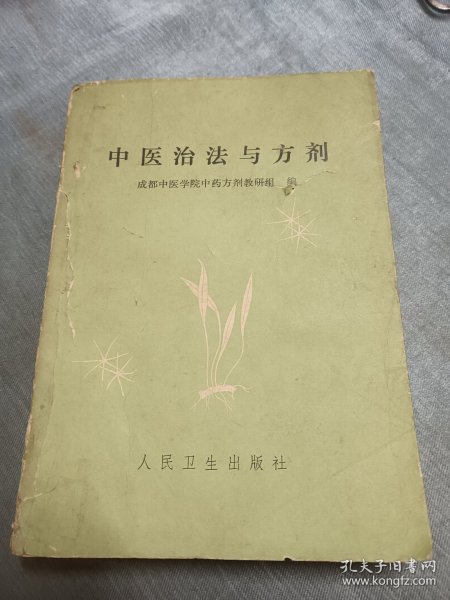 中医治法与方剂
成都中医学院中药方剂教研组 编
人民卫生出版社
孔夫子旧书网
www.kongfz.com